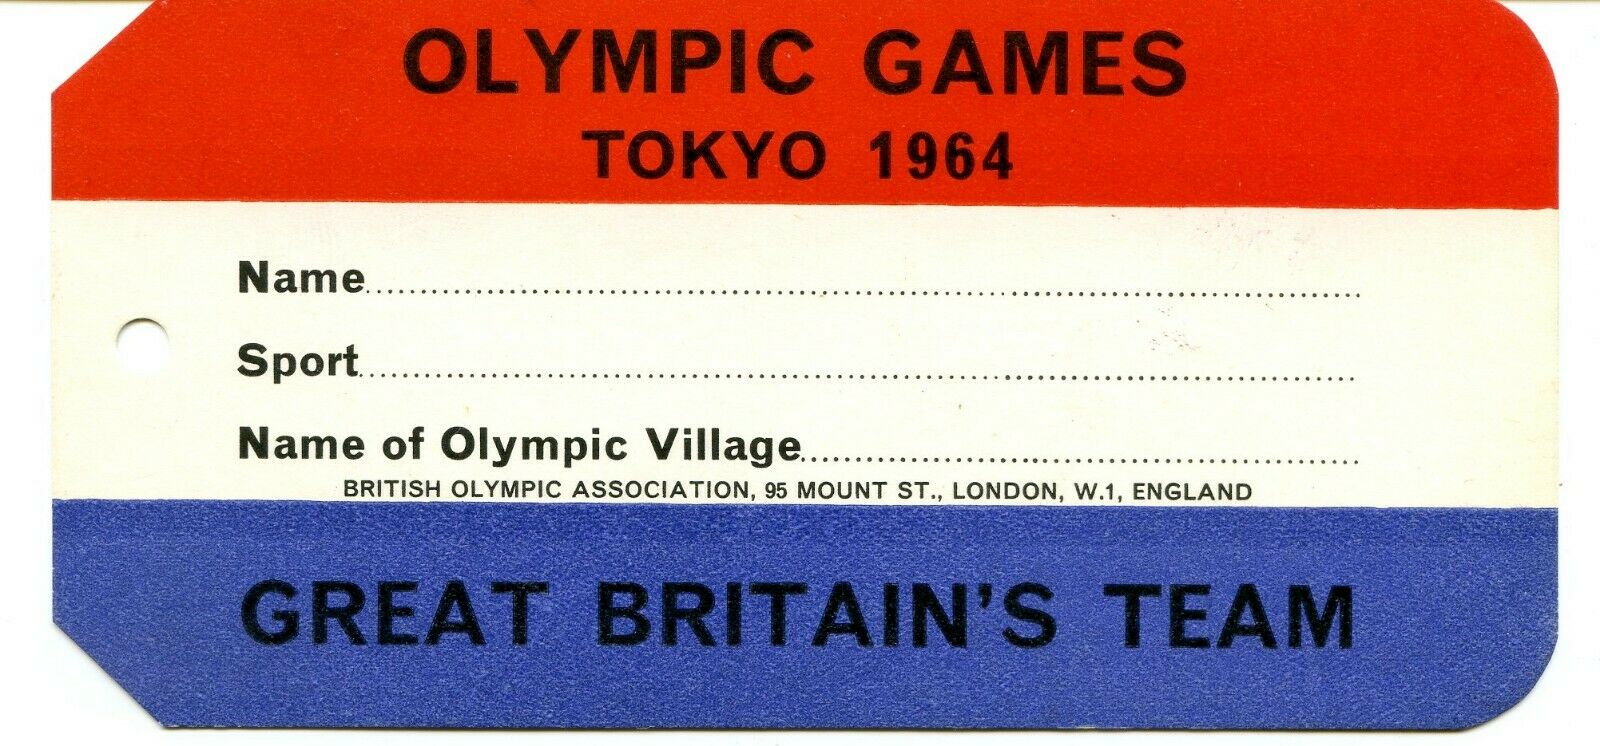 OLYMPIC GAMES
TOKYO 1964
Name
Sport
Name of Olympic Village
BRITISH OLYMPIC ASSOCIATION, 95 MOUNT ST., LONDON, W.1, ENGLAND
GREAT BRITAIN'S TEAM